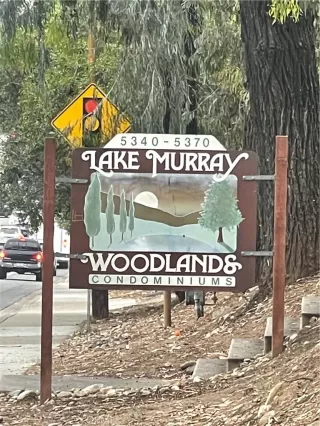 5340-5370
LAKE MURRAY
WOODLANDS
CONDOMINIUMS